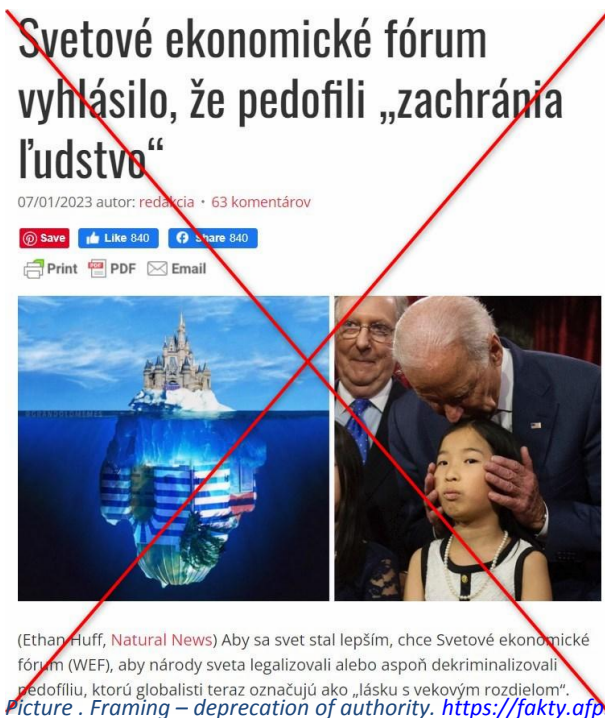 Svetové ekonomické fórum
vyhlásilo, že pedofili „zachránia
ľudstvo“
07/01/2023 autor: redakcia • 63 komentárov
Save Like 840 Share 840
Print PDF Email
(Ethan Huff, Natural News) Aby sa svet stal lepším, chce Svetové ekonomické
fórum (WEF), aby národy sveta legalizovali alebo aspoň dekriminalizovali
pedofíliu, ktorú globalisti teraz označujú ako „lásku s vekovým rozdielom“.
Picture . Framing – deprecation of authority. https://fakty.afp